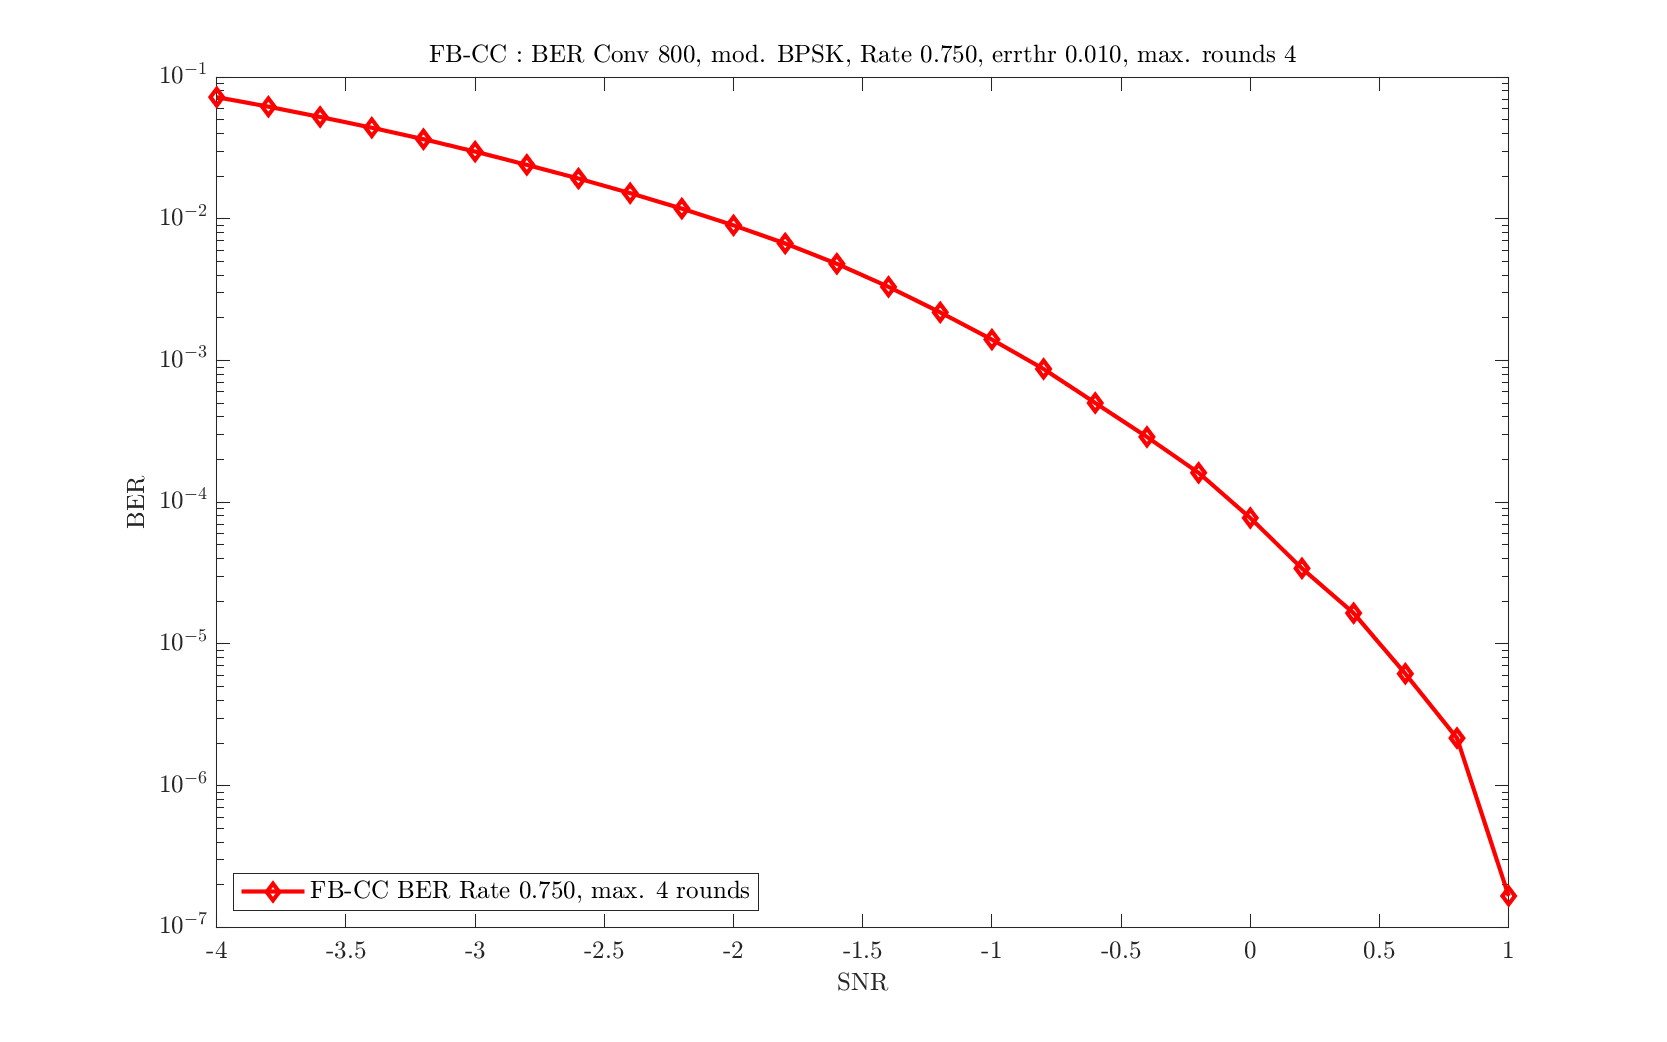 FB-CC : BER Conv 800, mod. BPSK, Rate 0.750, errthr 0.010, max. rounds 4
10⁻¹
10⁻²
10⁻³
10⁻⁴
10⁻⁵
10⁻⁶
10⁻⁷
BER
FB-CC BER Rate 0.750, max. 4 rounds
-4 -3.5 -3 -2.5 -2 -1.5 -1 -0.5 0 0.5 1
SNR